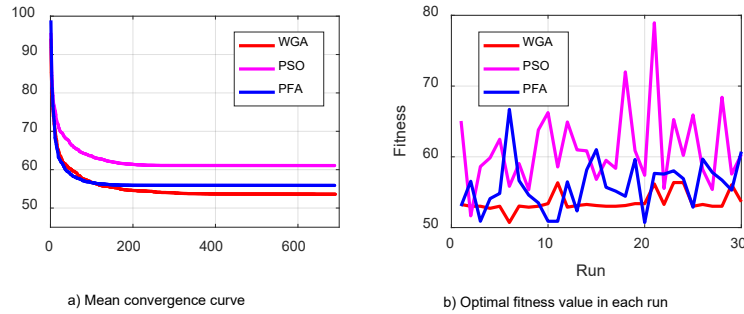 100
90
80
70
60
50
0
200
400
600
WGA
PSO
PFA
a) Mean convergence curve
80
70
60
50
Fitness
0
10
20
30
Run
WGA
PSO
PFA
b) Optimal fitness value in each run